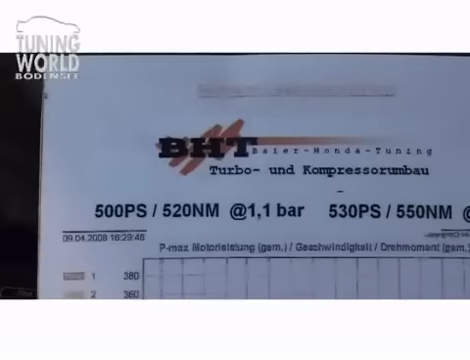 TUNING
WORLD
BODENSEE
BHT Baier-Honda-Tuning
Turbo- und Kompressorumbau
500PS / 520NM @1,1 bar 530PS / 550NM @
09.04.2008 16:29:48
P-max Motorleistung (gem.) / Geschwindigkeit / Drehmoment (gem.)
1 380
2 360